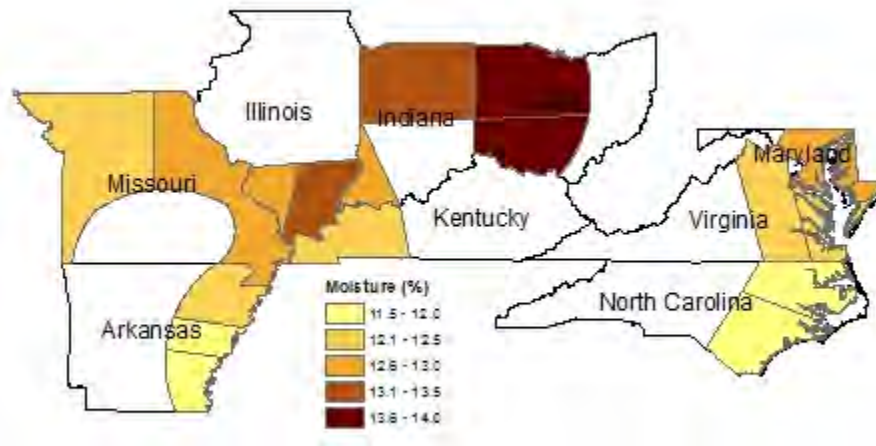 Illinois
Indiana
Maryland
Missouri
Kentucky
Virginia
Arkansas
North Carolina
Moisture (%)
11.5 - 12.0
12.1 - 12.5
12.6 - 13.0
13.1 - 13.5
13.6 - 14.0